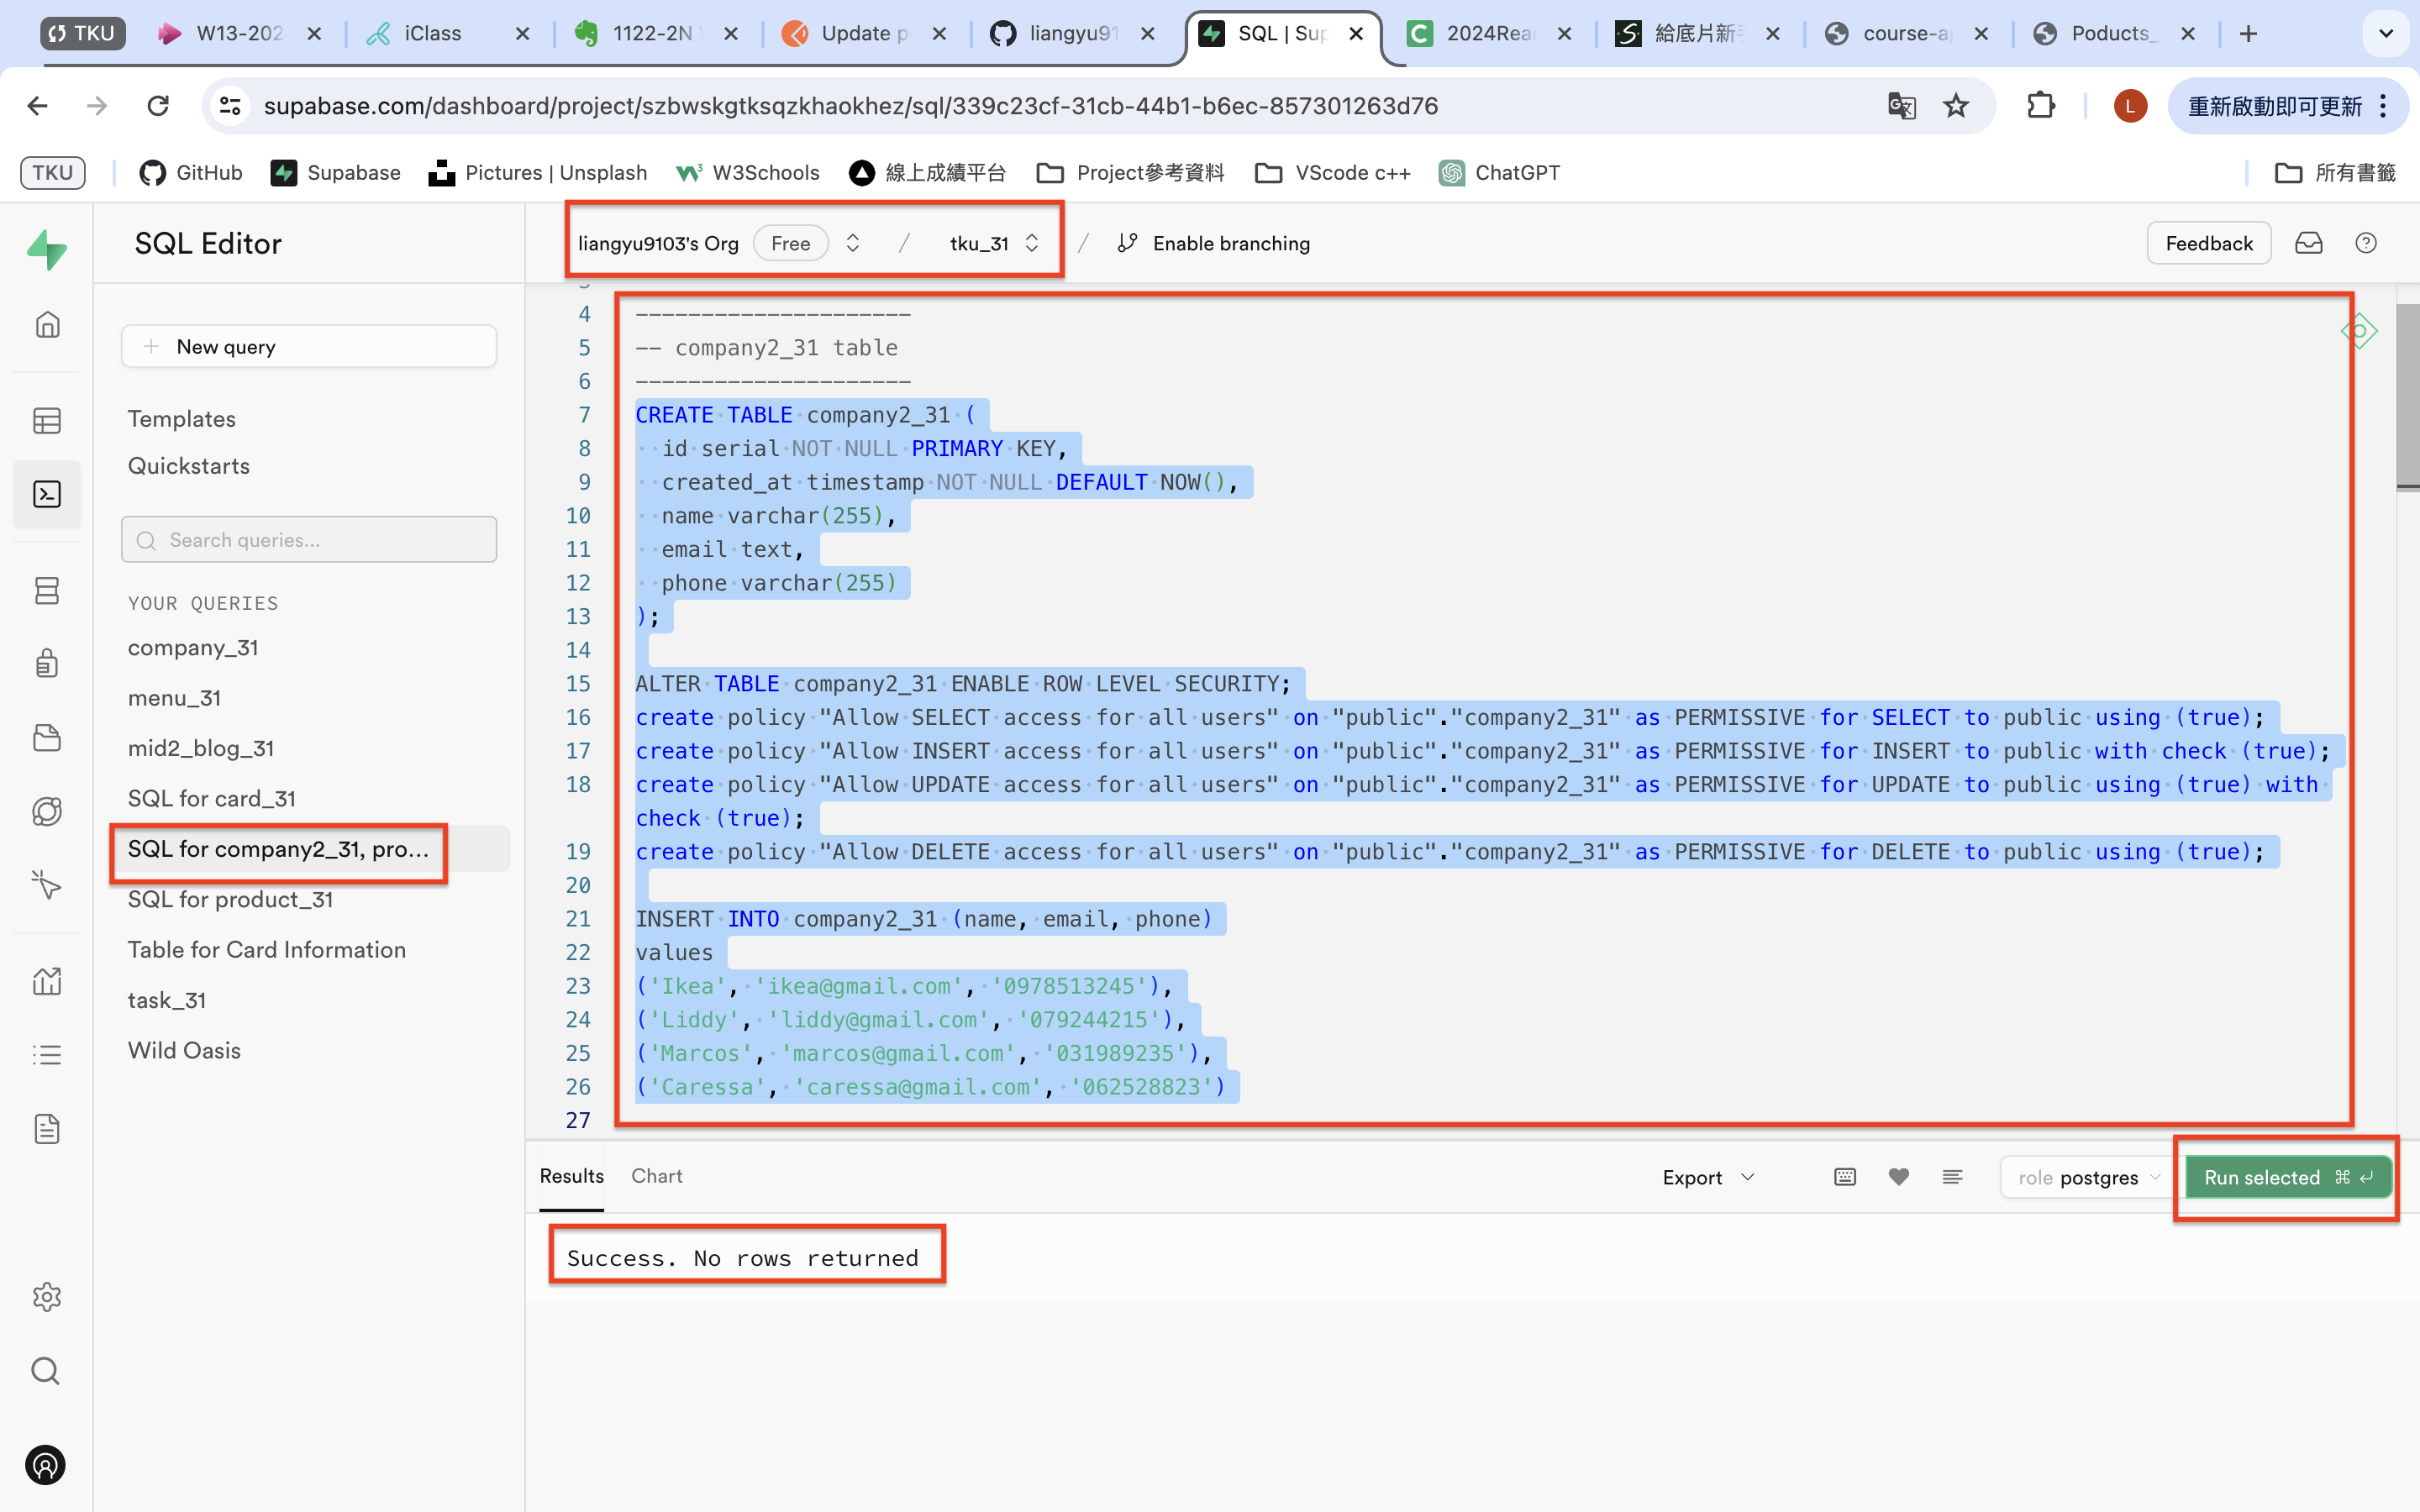 TKU
W13-202
iClass
1122-2N
Update p
liangyu91
SQL | Sup
2024Rea
給底片新手
course-a
Poducts_
supabase.com/dashboard/project/szbwskgtksqzkhaokhez/sql/339c23cf-31cb-44b1-b6ec-857301263d76
L
重新啟動即可更新
TKU
GitHub
Supabase
Pictures | Unsplash
W3Schools
線上成績平台
Project參考資料
VScode c++
ChatGPT
所有書籤
SQL Editor
liangyu9103's Org
Free
/
tku_31
/
Enable branching
Feedback
New query
Templates
Quickstarts
Search queries...
YOUR QUERIES
company_31
menu_31
mid2_blog_31
SQL for card_31
SQL for company2_31, pro...
SQL for product_31
Table for Card Information
task_31
Wild Oasis
4 ---------------------
5 -- company2_31 table
6 ---------------------
7 CREATE TABLE company2_31 (
8 id serial NOT NULL PRIMARY KEY,
9 created_at timestamp NOT NULL DEFAULT NOW(),
10 name varchar(255),
11 email text,
12 phone varchar(255)
13 );
14
15 ALTER TABLE company2_31 ENABLE ROW LEVEL SECURITY;
16 create policy "Allow SELECT access for all users" on "public"."company2_31" as PERMISSIVE for SELECT to public using (true);
17 create policy "Allow INSERT access for all users" on "public"."company2_31" as PERMISSIVE for INSERT to public with check (true);
18 create policy "Allow UPDATE access for all users" on "public"."company2_31" as PERMISSIVE for UPDATE to public using (true) with
check (true);
19 create policy "Allow DELETE access for all users" on "public"."company2_31" as PERMISSIVE for DELETE to public using (true);
20
21 INSERT INTO company2_31 (name, email, phone)
22 values
23 ('Ikea', 'ikea@gmail.com', '0978513245'),
24 ('Liddy', 'liddy@gmail.com', '079244215'),
25 ('Marcos', 'marcos@gmail.com', '031989235'),
26 ('Caressa', 'caressa@gmail.com', '062528823')
27
Results
Chart
Export
role postgres
Run selected ⌘ ↵
Success. No rows returned